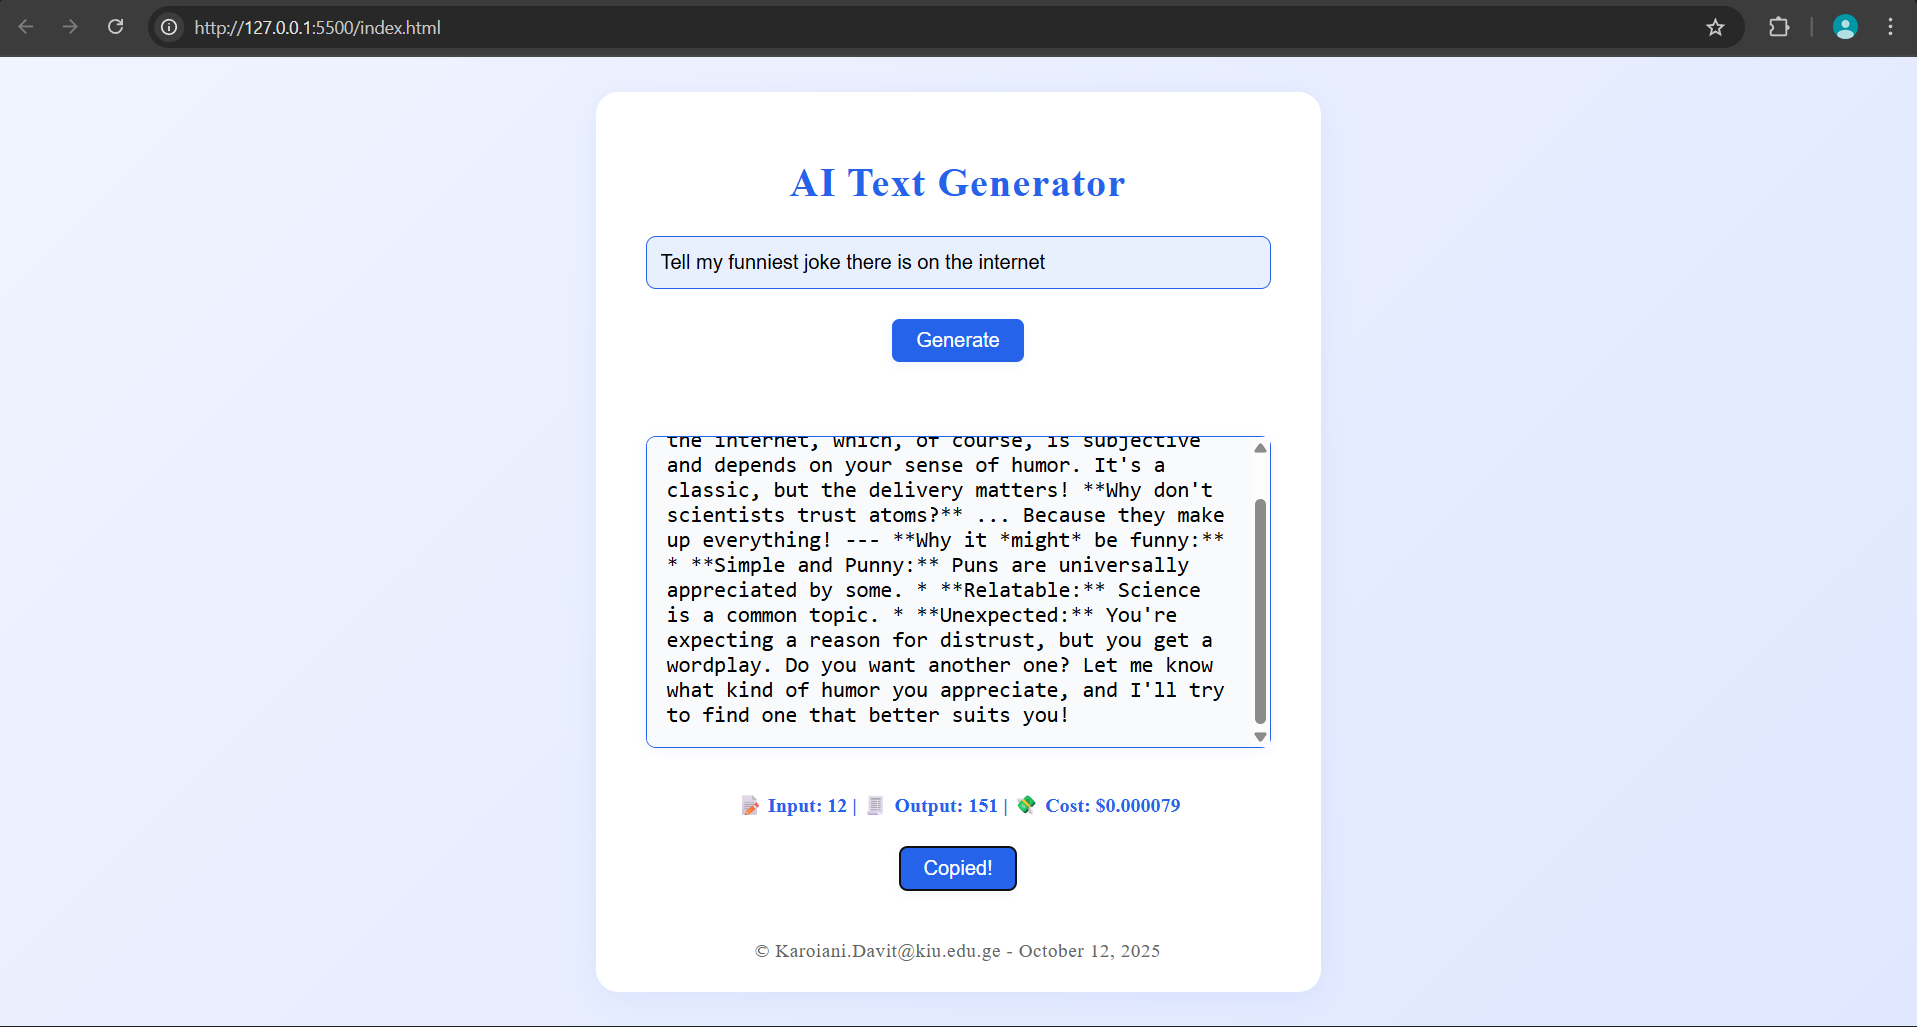 http://127.0.0.1:5500/index.html
AI Text Generator
Tell my funniest joke there is on the internet
Generate
the internet, which, of course, is subjective
and depends on your sense of humor. It's a
classic, but the delivery matters! **Why don't
scientists trust atoms?** ... Because they make
up everything! --- **Why it *might* be funny:**
* **Simple and Punny:** Puns are universally
appreciated by some. * **Relatable:** Science
is a common topic. * **Unexpected:** You're
expecting a reason for distrust, but you get a
wordplay. Do you want another one? Let me know
what kind of humor you appreciate, and I'll try
to find one that better suits you!
📝 Input: 12 | 🧾 Output: 151 | 💸 Cost: $0.000079
Copied!
© Karoiani.Davit@kiu.edu.ge - October 12, 2025